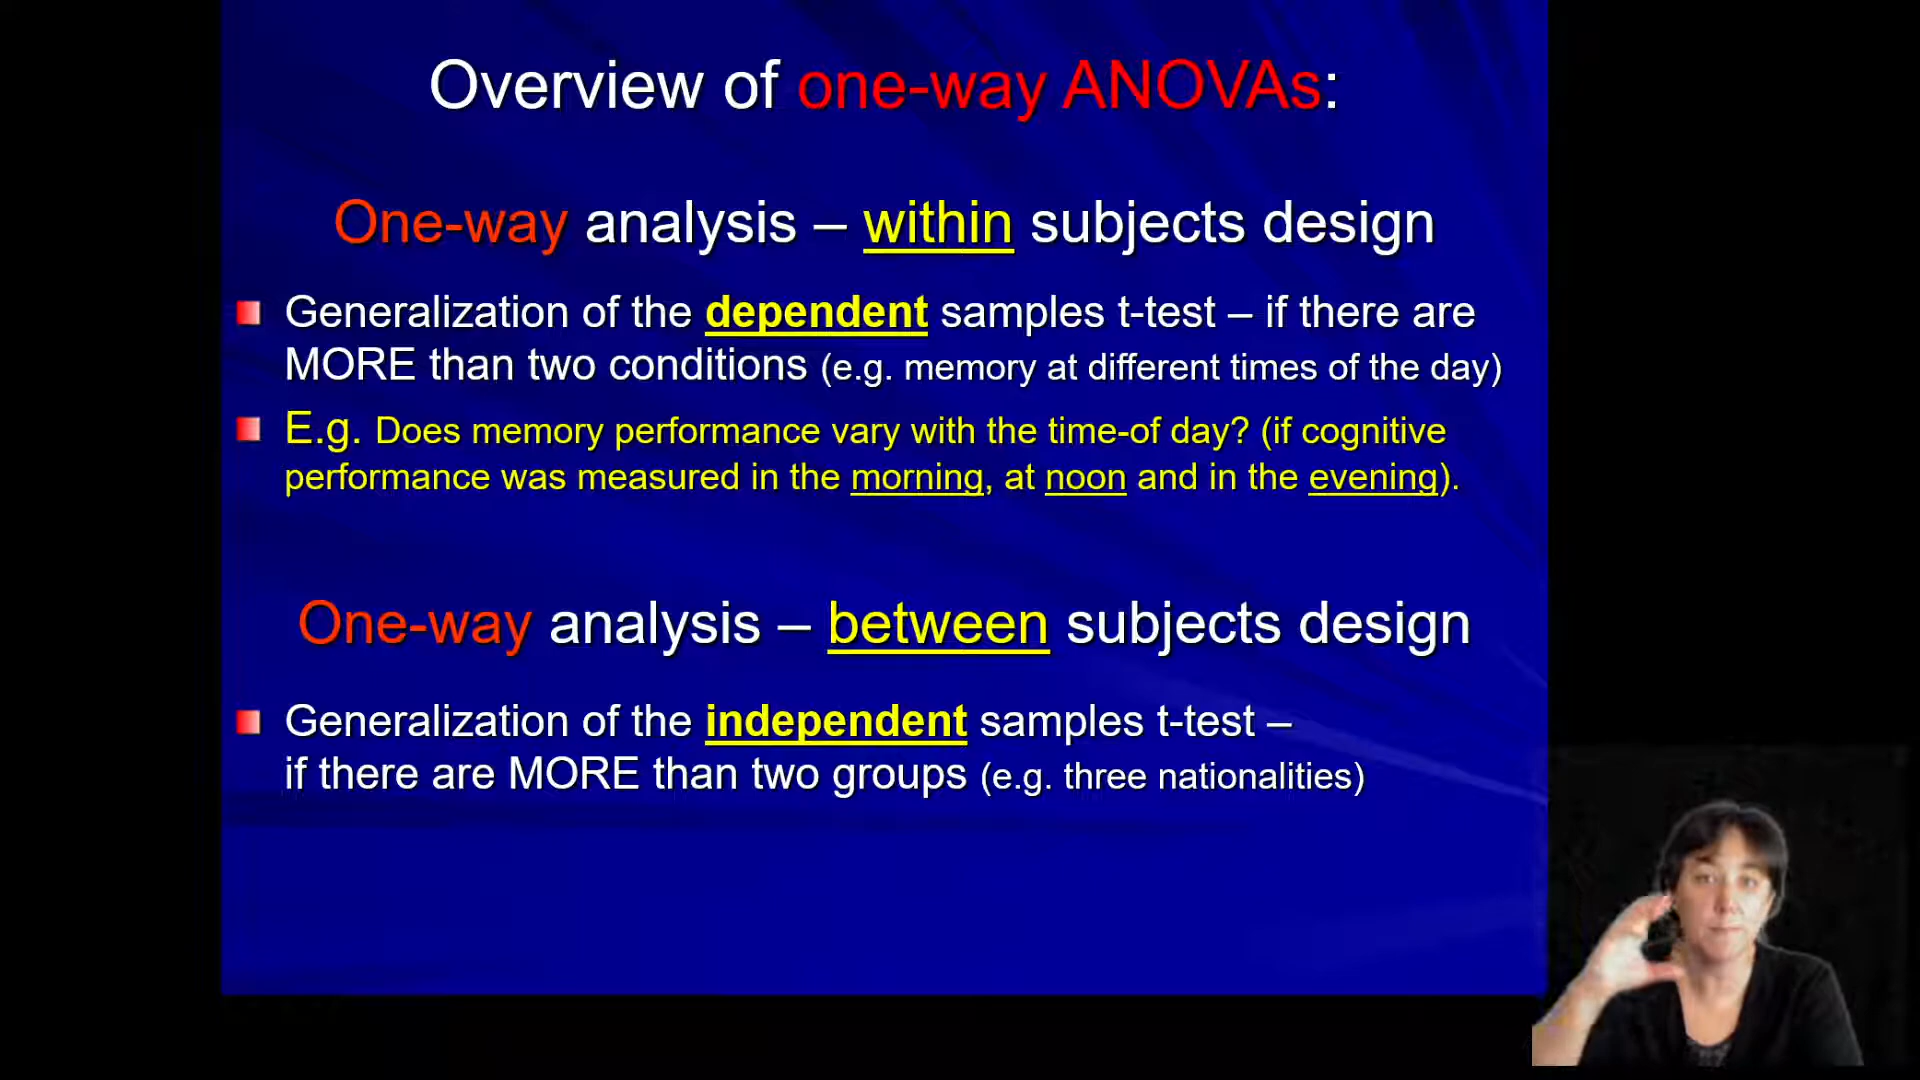 Overview of one-way ANOVAs:
One-way analysis – within subjects design
Generalization of the dependent samples t-test – if there are
MORE than two conditions (e.g. memory at different times of the day)
E.g. Does memory performance vary with the time-of day? (if cognitive
performance was measured in the morning, at noon and in the evening).
One-way analysis – between subjects design
Generalization of the independent samples t-test –
if there are MORE than two groups (e.g. three nationalities)